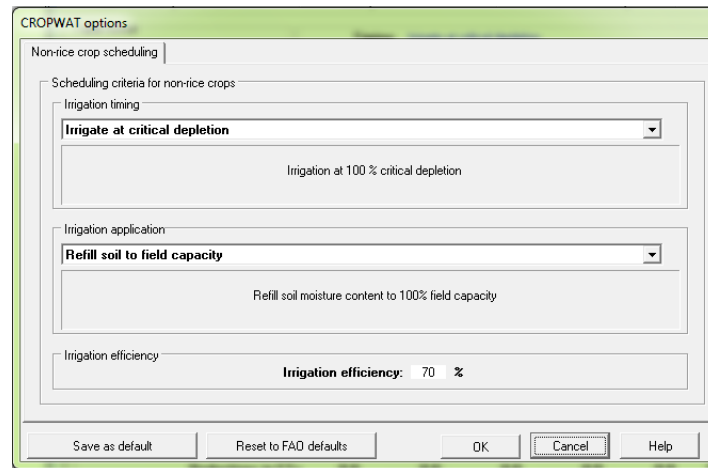 CROPWAT options
Non-rice crop scheduling
Scheduling criteria for non-rice crops
Irrigation timing
Irrigate at critical depletion
Irrigation at 100 % critical depletion
Irrigation application
Refill soil to field capacity
Refill soil moisture content to 100% field capacity
Irrigation efficiency
Irrigation efficiency: 70 %
Save as default Reset to FAO defaults OK Cancel Help